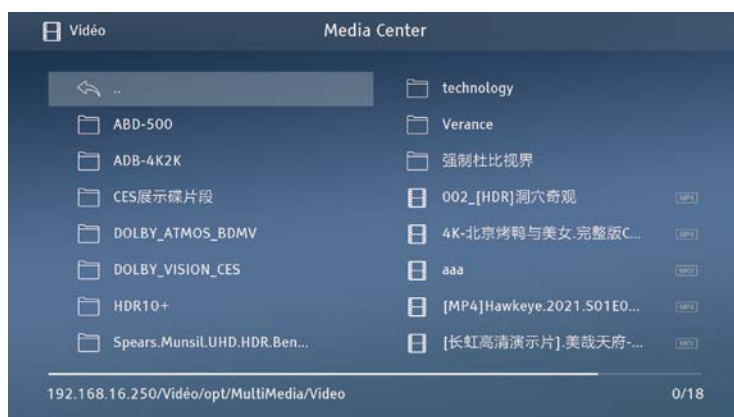 Vidéo
Media Center
..
ABD-500
ADB-4K2K
CES展示碟片段
DOLBY_ATMOS_BDMV
DOLBY_VISION_CES
HDR10+
Spears.Munsil.UHD.HDR.Ben...
technology
Verance
强制杜比视界
002_[HDR]洞穴奇观 MP4
4K-北京烤鸭与美女.完整版C... MP4
aaa MKV
[MP4]Hawkeye.2021.S01E0... MP4
[长虹高清演示片].美哉天府-... MKV
192.168.16.250/Vidéo/opt/MultiMedia/Video
0/18